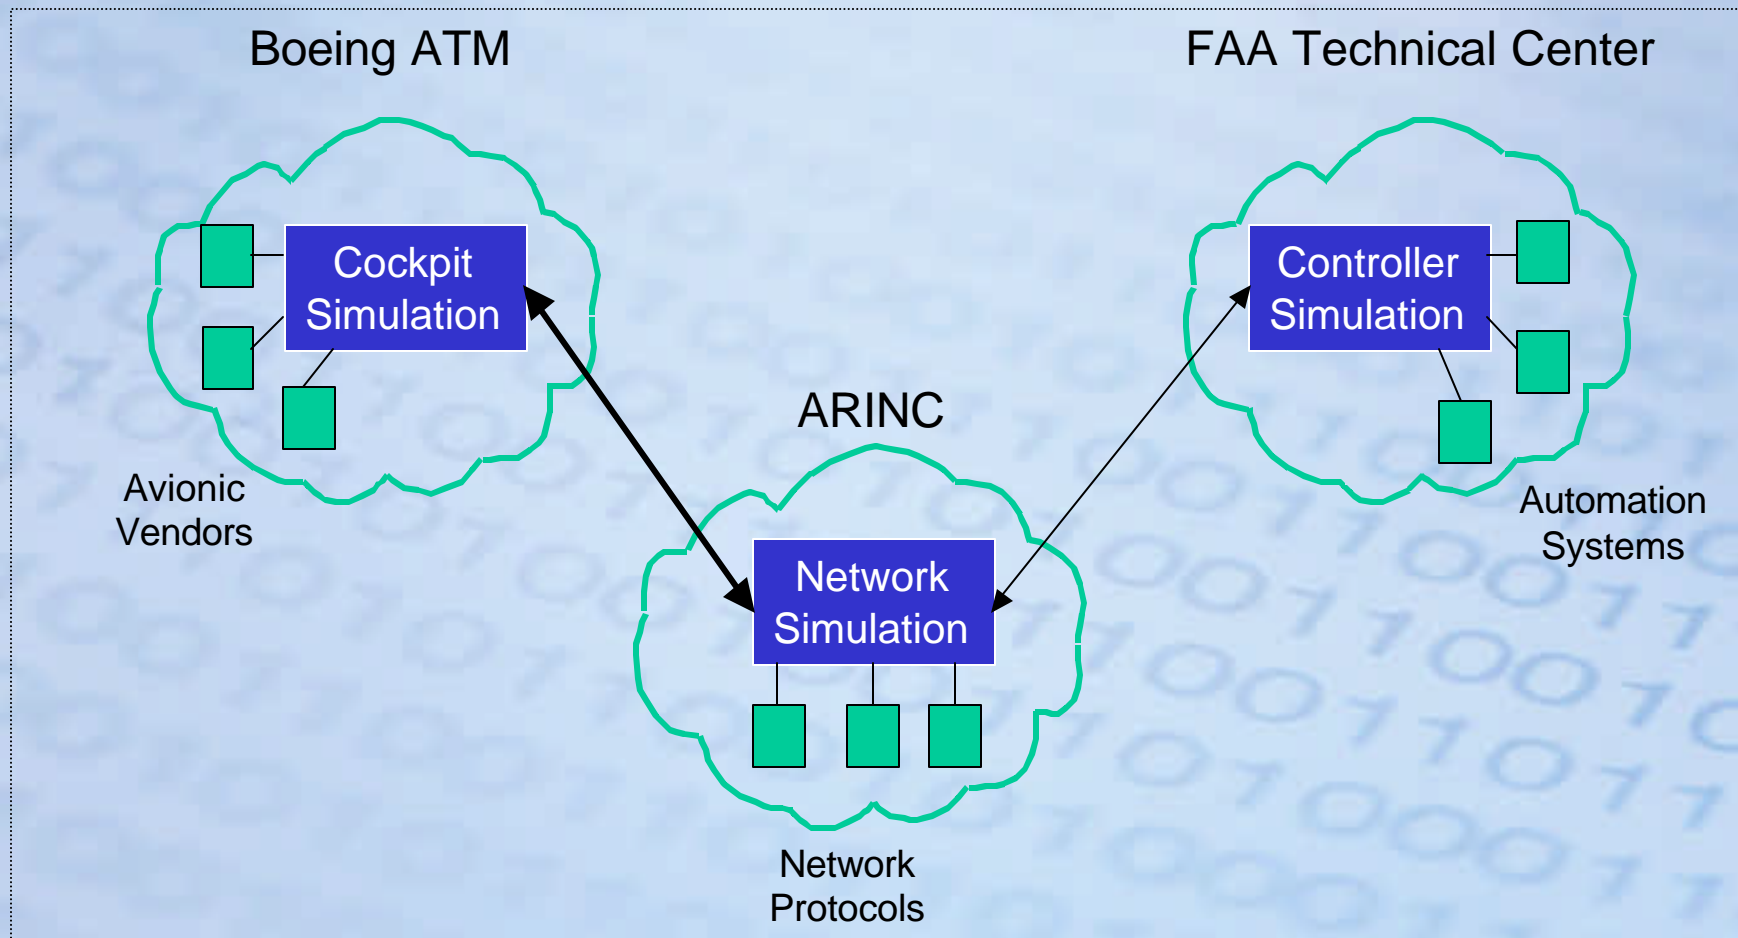 Boeing ATM
FAA Technical Center
Cockpit
Simulation
Controller
Simulation
ARINC
Avionic
Vendors
Automation
Systems
Network
Simulation
Network
Protocols